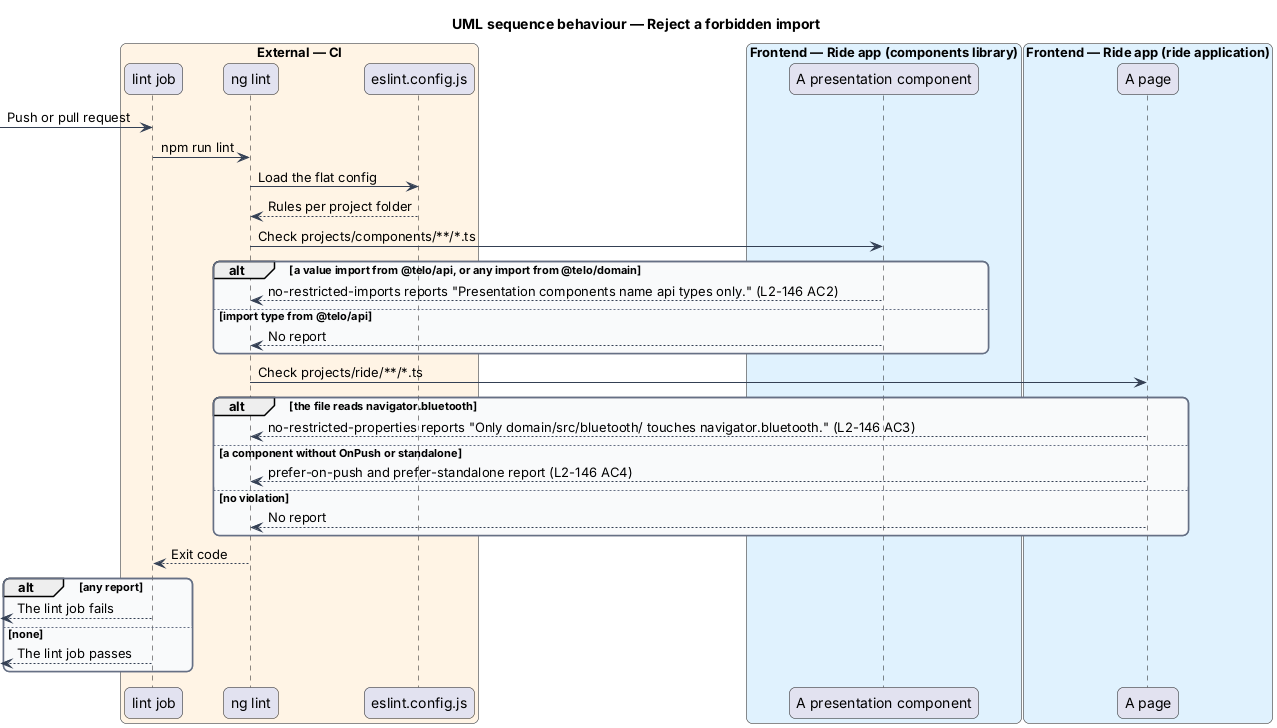 UML sequence behaviour — Reject a forbidden import
External — CI
Frontend — Ride app (components library)
Frontend — Ride app (ride application)
lint job
ng lint
eslint.config.js
A presentation component
A page
Push or pull request
npm run lint
Load the flat config
Rules per project folder
Check projects/components/**/*.ts
alt
[a value import from @telo/api, or any import from @telo/domain]
no-restricted-imports reports "Presentation components name api types only." (L2-146 AC2)
[import type from @telo/api]
No report
Check projects/ride/**/*.ts
alt
[the file reads navigator.bluetooth]
no-restricted-properties reports "Only domain/src/bluetooth/ touches navigator.bluetooth." (L2-146 AC3)
[a component without OnPush or standalone]
prefer-on-push and prefer-standalone report (L2-146 AC4)
[no violation]
No report
Exit code
alt
[any report]
The lint job fails
[none]
The lint job passes
lint job
ng lint
eslint.config.js
A presentation component
A page